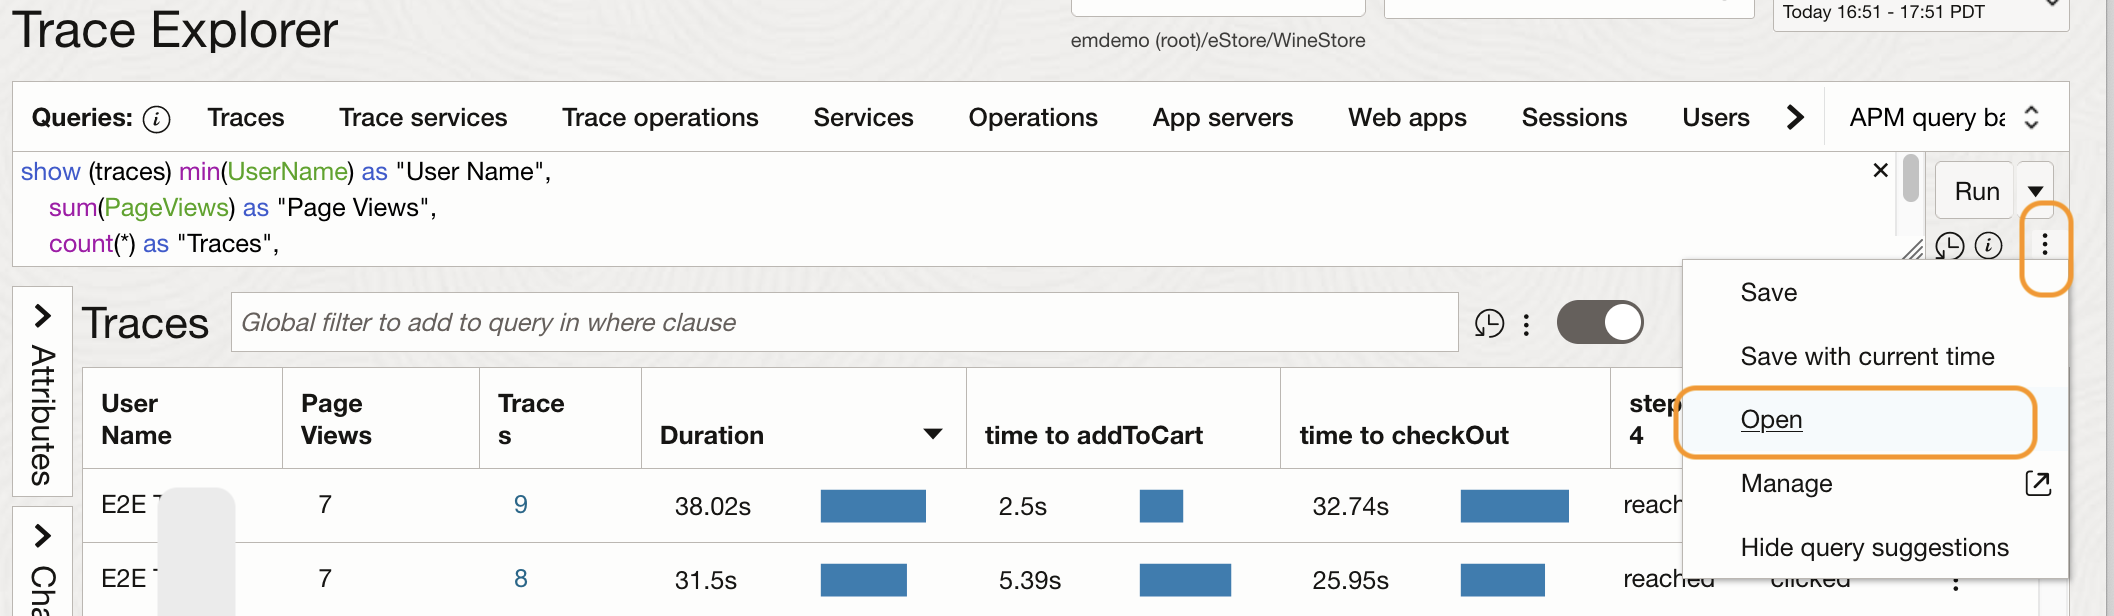 Trace Explorer
Today 16:51 - 17:51 PDT
emdemo (root)/eStore/WineStore
Queries: i Traces Trace services Trace operations Services Operations App servers Web apps Sessions Users APM query ba
show (traces) min(UserName) as "User Name",
sum(PageViews) as "Page Views",
count(*) as "Traces",
Run
Save
Save with current time
Open
Manage
Hide query suggestions
Attributes
Traces
Global filter to add to query in where clause
User Name
Page Views
Traces
Duration
time to addToCart
time to checkOut
step 4
E2E 7 9 38.02s 2.5s 32.74s reach
E2E 7 8 31.5s 5.39s 25.95s reached clicked
Cha